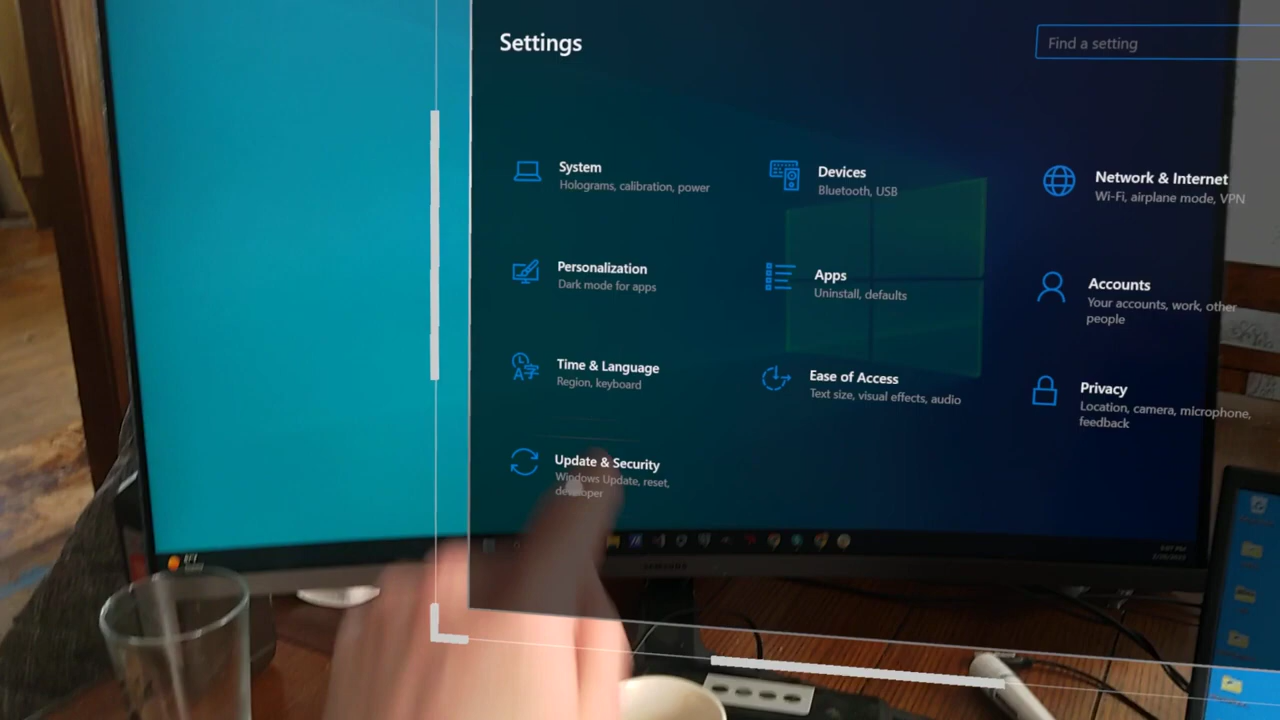 Settings
Find a setting
System
Holograms, calibration, power
Devices
Bluetooth, USB
Network & Internet
Wi-Fi, airplane mode, VPN
Personalization
Dark mode for apps
Apps
Uninstall, defaults
Accounts
Your accounts, work, other
people
Time & Language
Region, keyboard
Ease of Access
Text size, visual effects, audio
Privacy
Location, camera, microphone,
feedback
Update & Security
Windows Update, reset,
developer
SAMSUNG